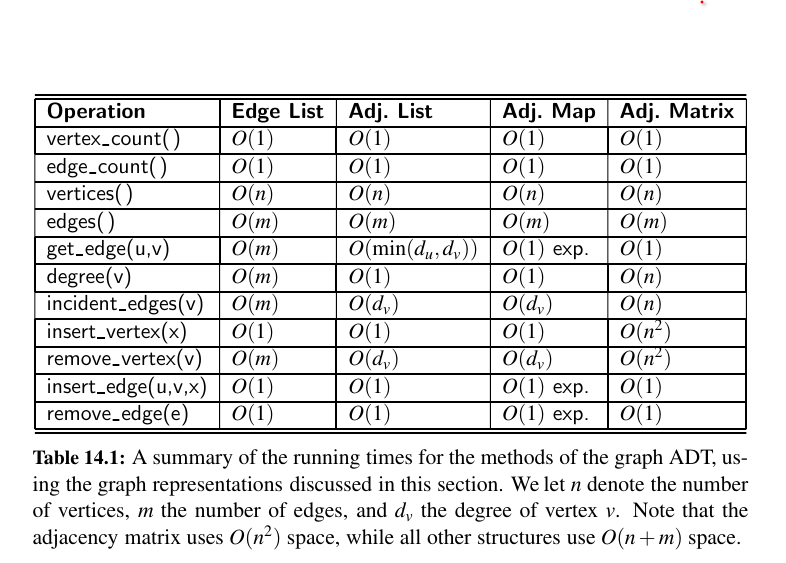 Operation Edge List Adj. List Adj. Map Adj. Matrix
vertex_count() O(1) O(1) O(1) O(1)
edge_count() O(1) O(1) O(1) O(1)
vertices() O(n) O(n) O(n) O(n)
edges() O(m) O(m) O(m) O(m)
get_edge(u,v) O(m) O(min(d_u,d_v)) O(1) exp. O(1)
degree(v) O(m) O(1) O(1) O(n)
incident_edges(v) O(m) O(d_v) O(d_v) O(n)
insert_vertex(x) O(1) O(1) O(1) O(n²)
remove_vertex(v) O(m) O(d_v) O(d_v) O(n²)
insert_edge(u,v,x) O(1) O(1) O(1) exp. O(1)
remove_edge(e) O(1) O(1) O(1) exp. O(1)
Table 14.1: A summary of the running times for the methods of the graph ADT, us-
ing the graph representations discussed in this section. We let n denote the number
of vertices, m the number of edges, and d_v the degree of vertex v. Note that the
adjacency matrix uses O(n²) space, while all other structures use O(n+m) space.